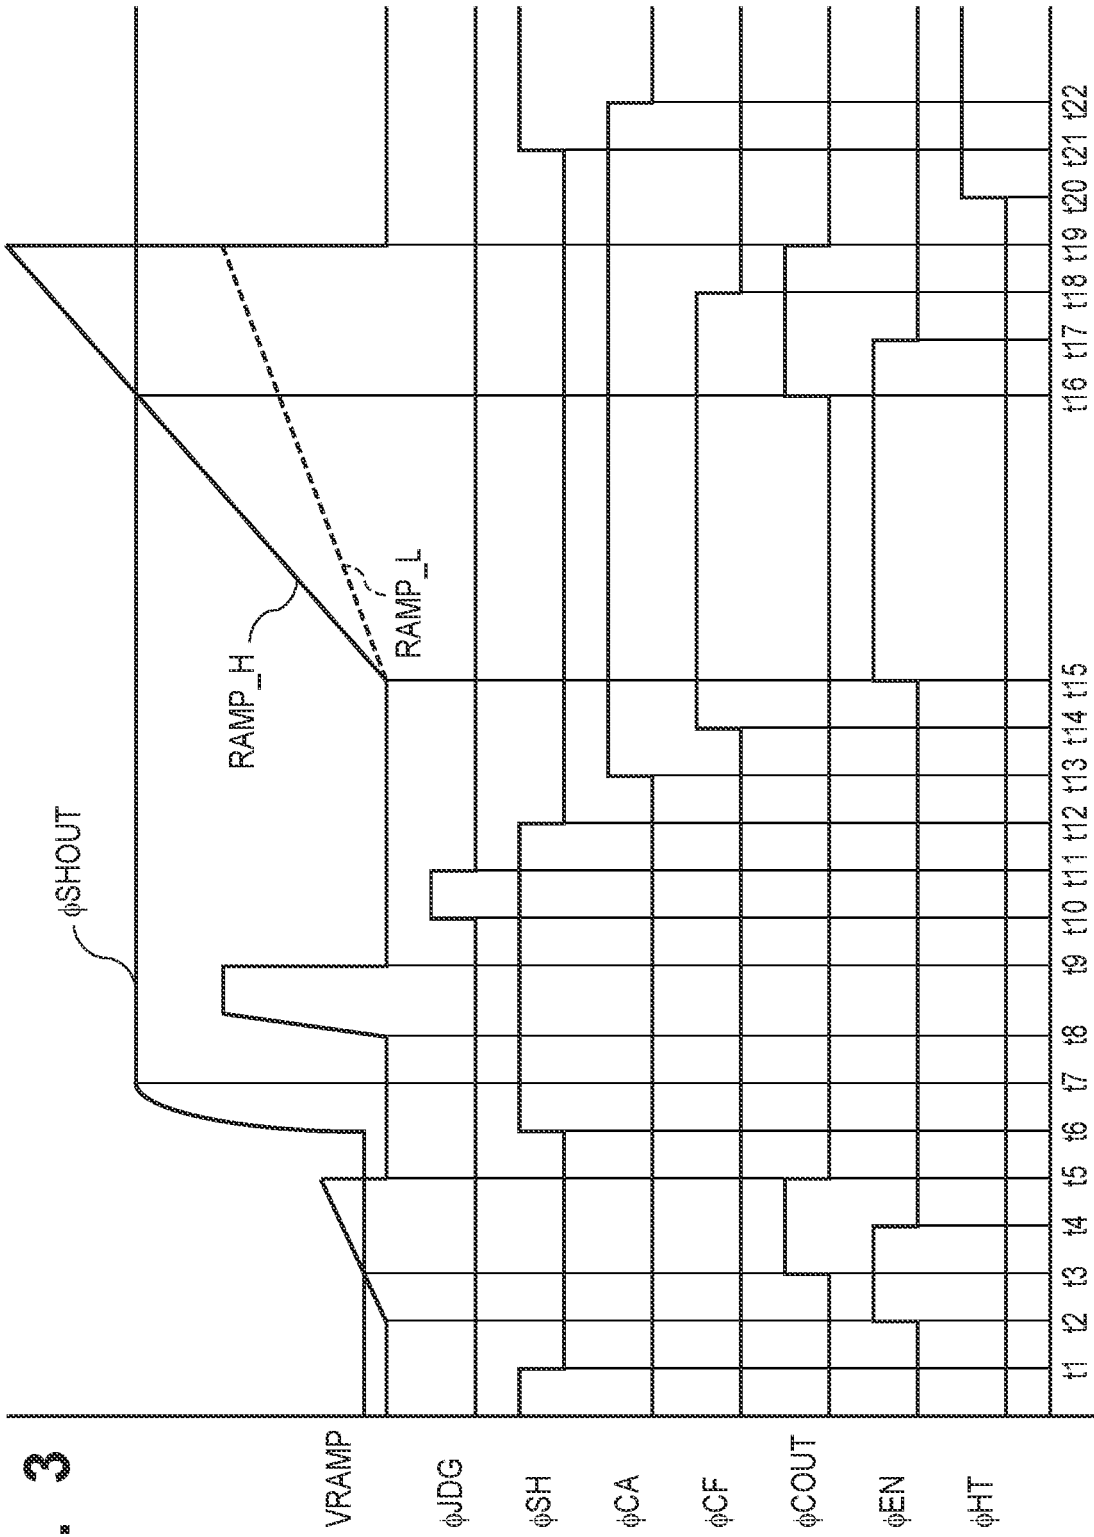 . 3
φSHOUT
RAMP_H
RAMP_L
VRAMP
φJDG
φSH
φCA
φCF
φCOUT
φEN
φHT
t1 t2 t3 t4 t5 t6 t7 t8 t9 t10 t11 t12 t13 t14 t15 t16 t17 t18 t19 t20 t21 t22